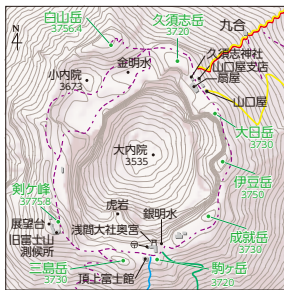 白山岳
3756.4
久須志岳
3720
九合
4
久須志神社
山口屋支店
扇屋
金明水
小内院
3673
山口屋
大日岳
3730
大内院
3535
伊豆岳
3750
剣ケ峰
3775.8
虎岩
銀明水
展望台
旧富士山
測候所
浅間大社奥宮
成就岳
3730
三島岳
3730
頂上富士館
駒ケ岳
3720